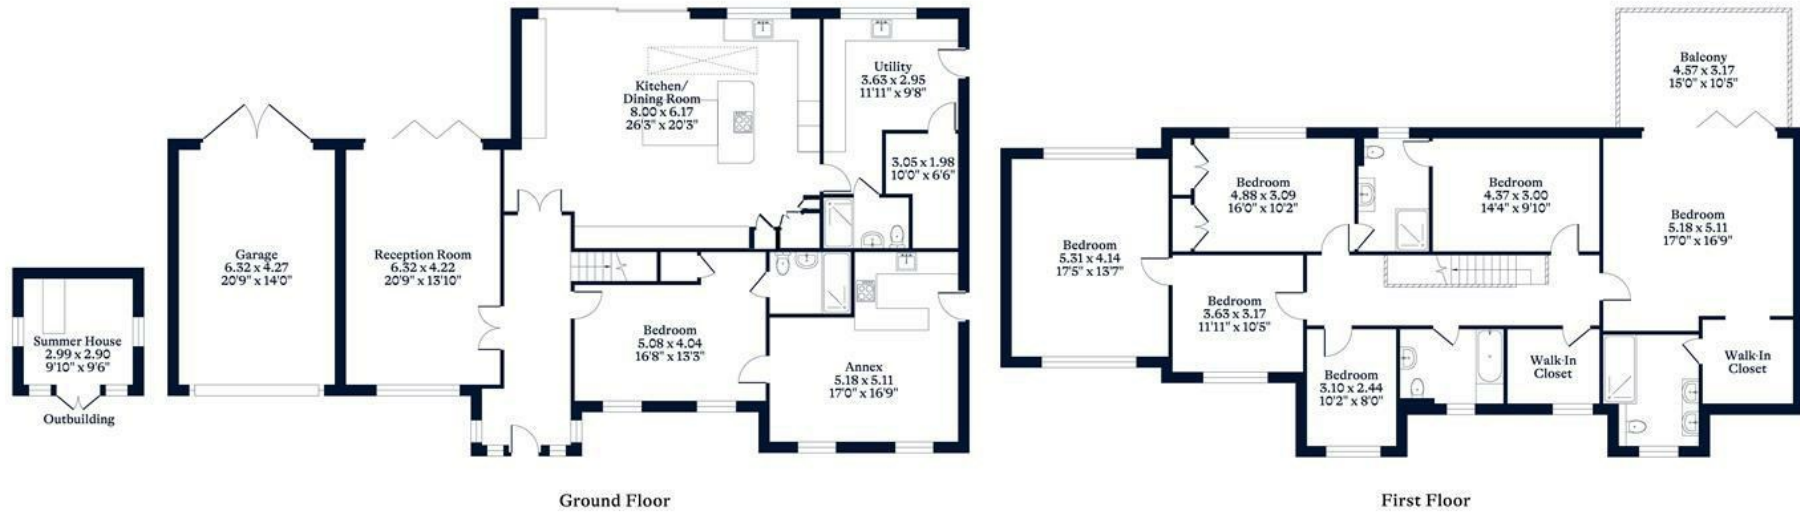 Summer House
2.99 x 2.90
9'10" x 9'6"
Outbuilding
Garage
6.32 x 4.27
20'9" x 14'0"
Reception Room
6.32 x 4.22
20'9" x 13'10"
Kitchen/
Dining Room
8.00 x 6.17
26'3" x 20'3"
Utility
3.63 x 2.95
11'11" x 9'8"
3.05 x 1.98
10'0" x 6'6"
Bedroom
5.08 x 4.04
16'8" x 13'3"
Annex
5.18 x 5.11
17'0" x 16'9"
Ground Floor
Balcony
4.57 x 3.17
15'0" x 10'5"
Bedroom
4.88 x 3.09
16'0" x 10'2"
Bedroom
4.37 x 3.00
14'4" x 9'10"
Bedroom
5.18 x 5.11
17'0" x 16'9"
Bedroom
5.31 x 4.14
17'5" x 13'7"
Bedroom
3.63 x 3.17
11'11" x 10'5"
Bedroom
3.10 x 2.44
10'2" x 8'0"
Walk-In
Closet
Walk-In
Closet
First Floor